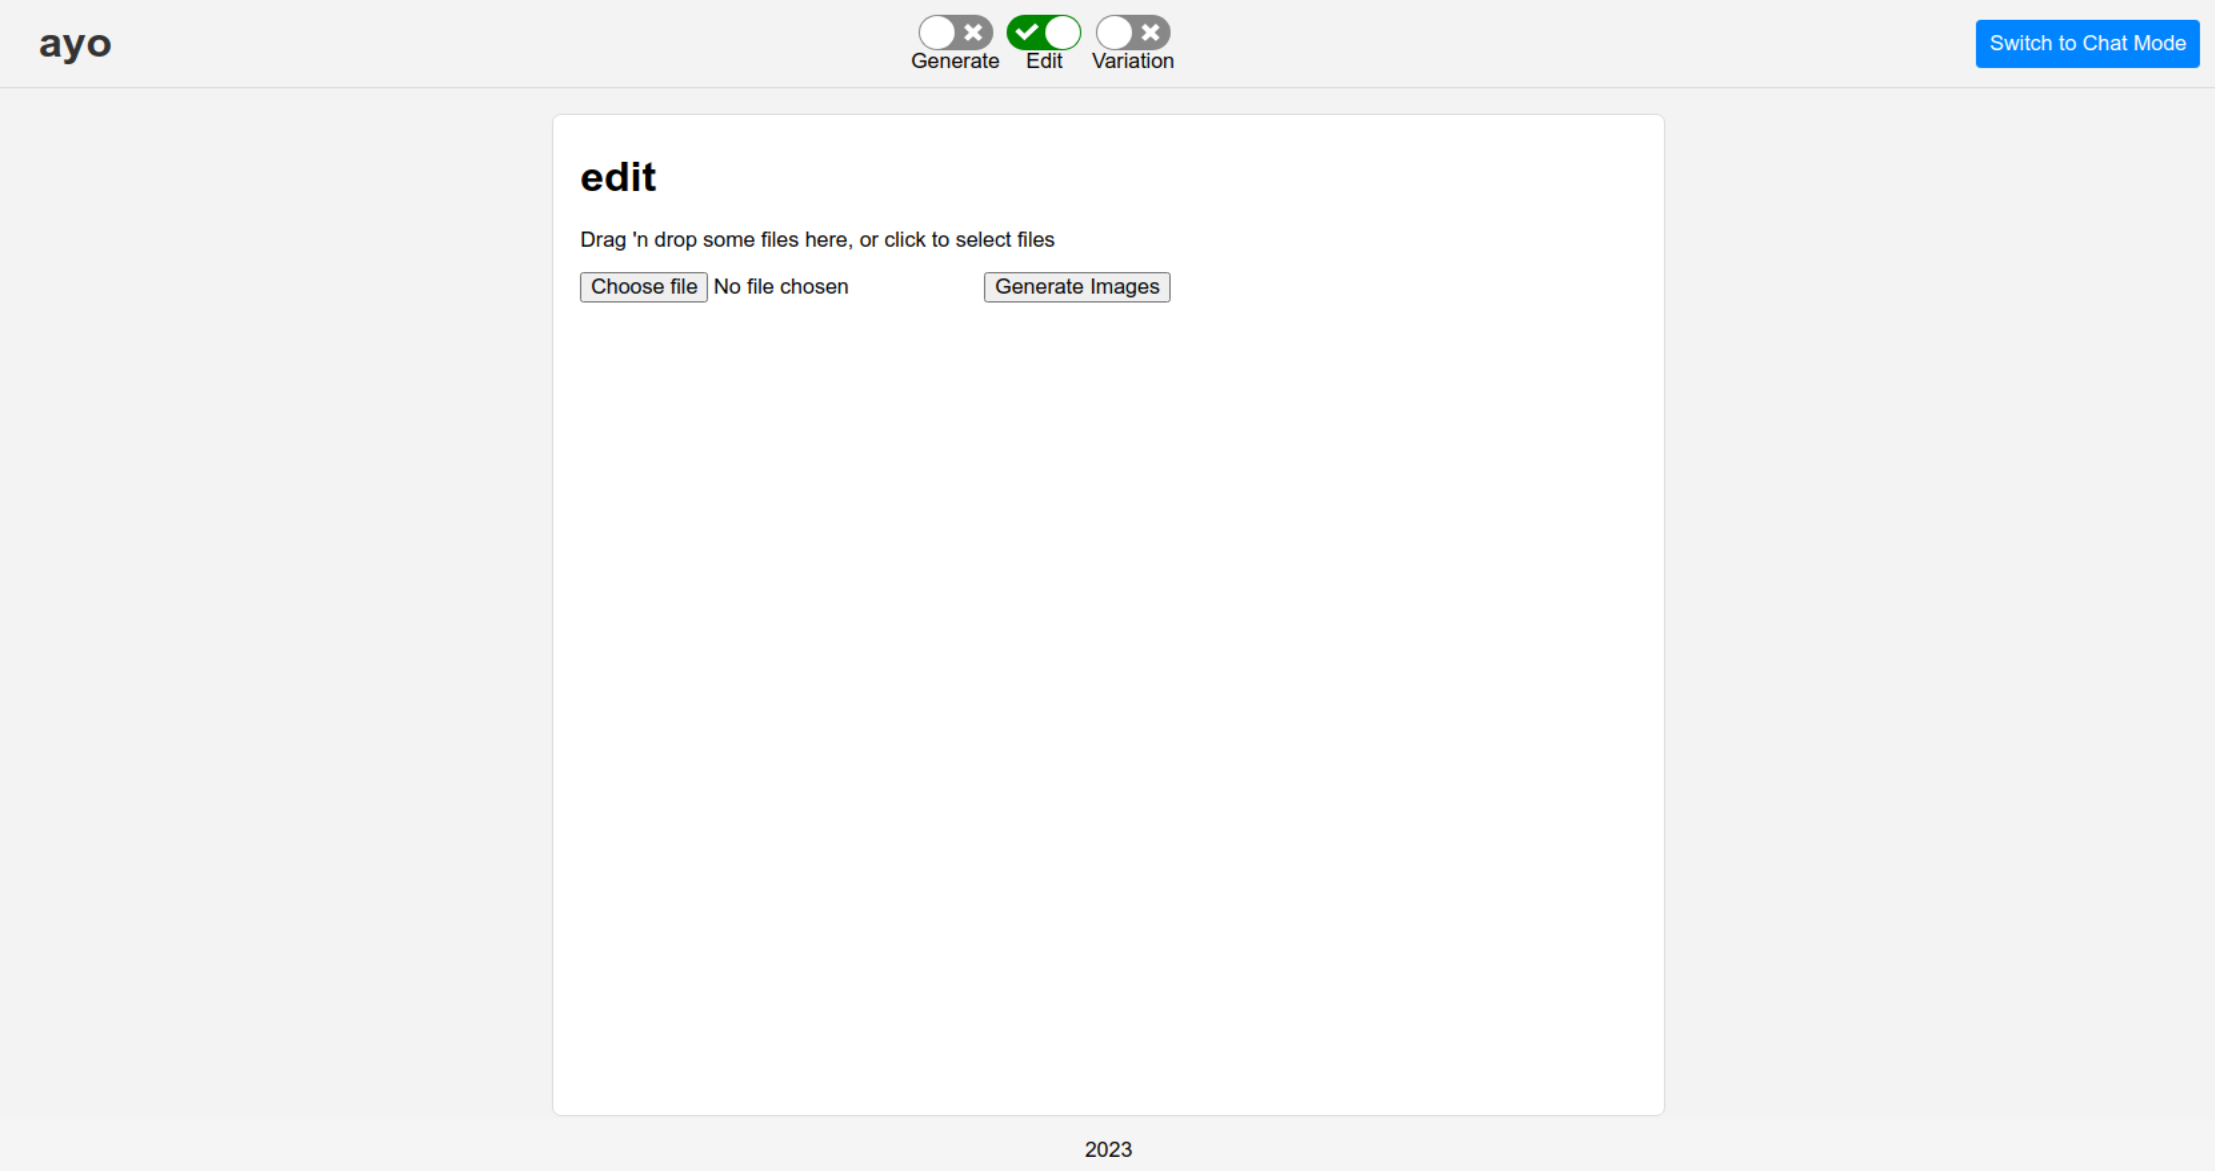 ayo
Generate Edit Variation
Switch to Chat Mode
edit
Drag 'n drop some files here, or click to select files
Choose file No file chosen Generate Images
2023